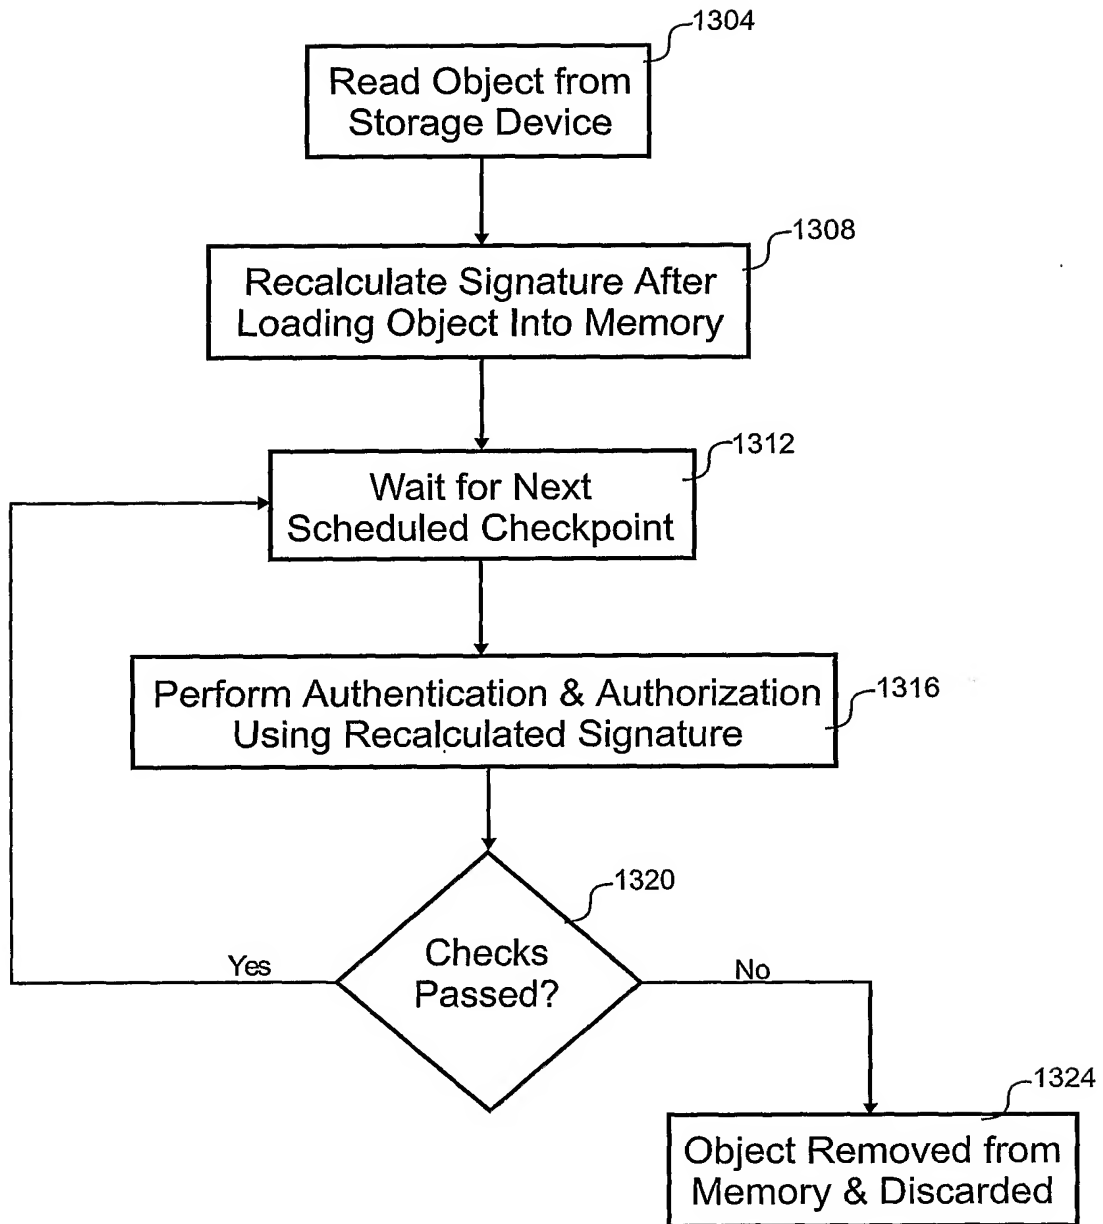 1304
Read Object from
Storage Device
1308
Recalculate Signature After
Loading Object Into Memory
1312
Wait for Next
Scheduled Checkpoint
Perform Authentication & Authorization
Using Recalculated Signature
1316
1320
Checks
Passed?
Yes
No
1324
Object Removed from
Memory & Discarded